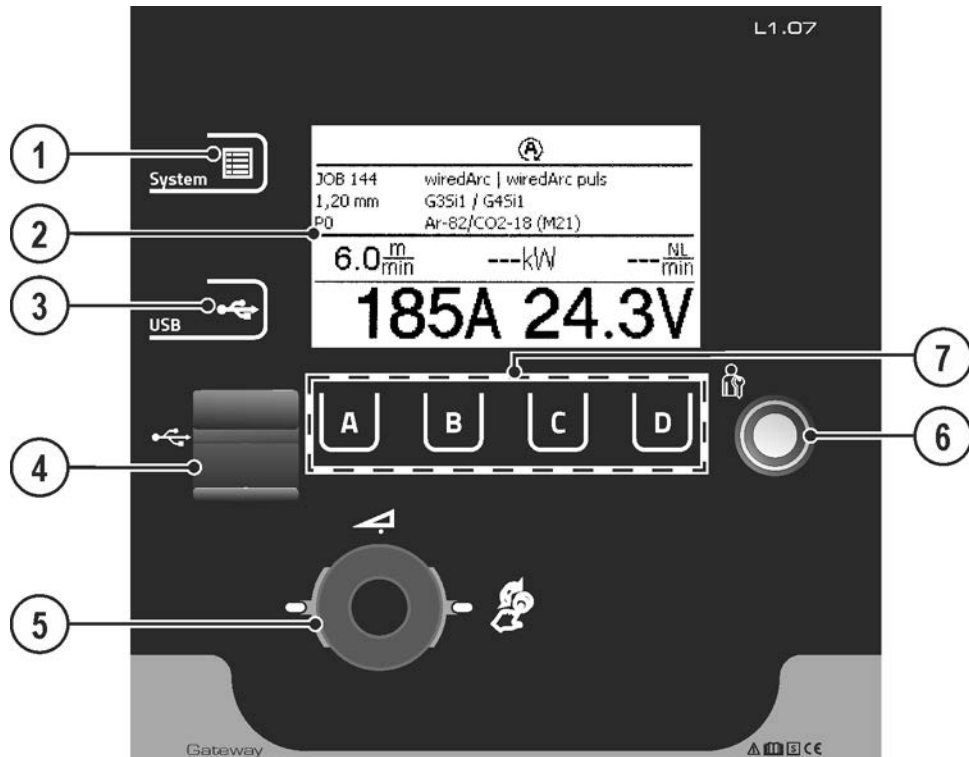 L1.07
1
System
A
JOB 144 wiredArc | wiredArc puls
1,20 mm G3Si1 / G4Si1
P0 Ar-82/CO2-18 (M21)
2
6.0 m/min ---kW ---NL/min
185A 24.3V
3
USB
7
A B C D
4
6
5
Gateway
S CE